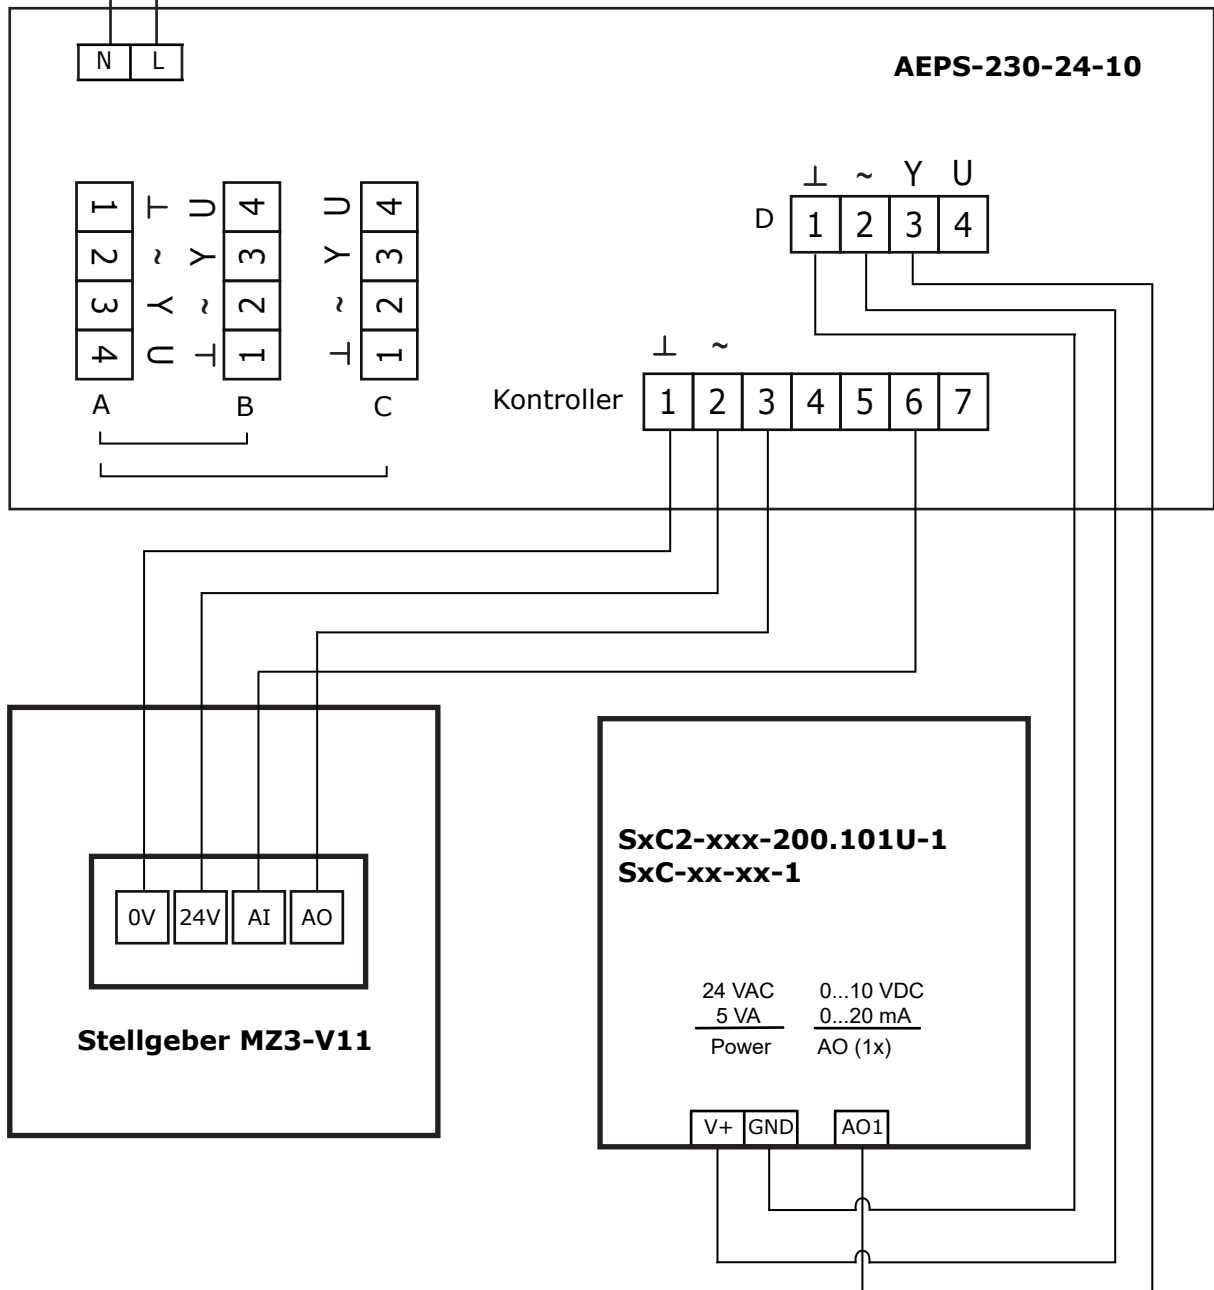 N L
AEPS-230-24-10
⊥ ~ Y U
D 1 2 3 4
1 ⊥ U 4 U 4
2 ~ Y 3 Y 3
3 Y ~ 2 ~ 2
4 U ⊥ 1 ⊥ 1
A B C
⊥ ~
Kontroller 1 2 3 4 5 6 7
0V 24V AI AO
Stellgeber MZ3-V11
SxC2-xxx-200.101U-1
SxC-xx-xx-1
24 VAC 0...10 VDC
5 VA 0...20 mA
Power AO (1x)
V+ GND AO1